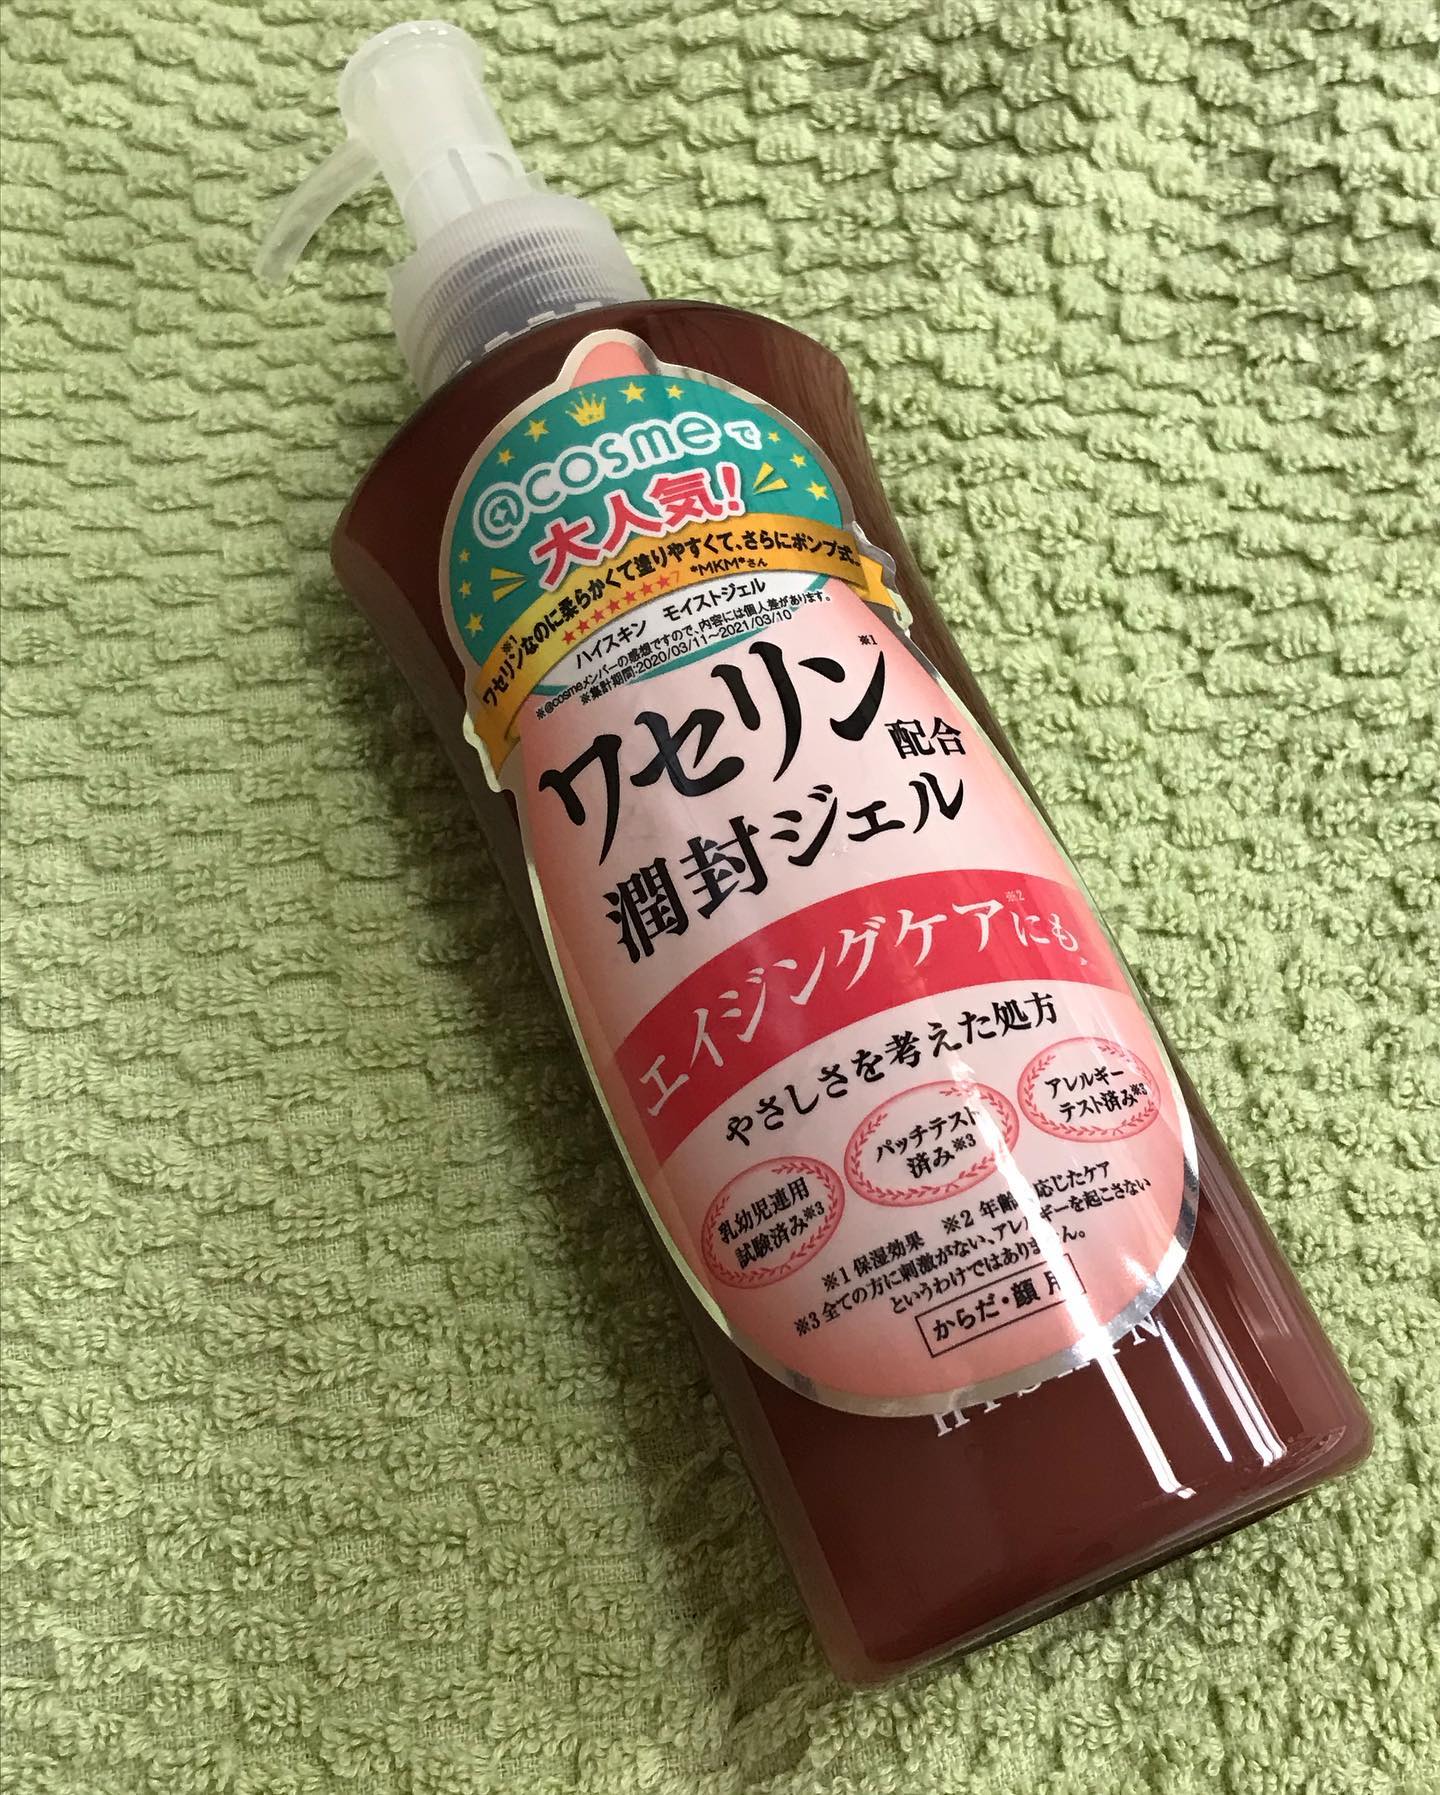 @cosmeで
大人気!
※1
ワセリンなのに柔らかくて塗りやすくて、さらにポンプ式。
★★★★★★★7 *MKM*さん
ハイスキン モイストジェル
※@cosmeメンバーの感想ですので、内容には個人差があります。
※集計期間:2020/03/11～2021/03/10
ワセリン※1配合
潤封ジェル
エイジングケア※2にも、
やさしさを考えた処方
乳幼児連用
試験済み※3
パッチテスト
済み※3
アレルギー
テスト済み※3
※1 保湿効果 ※2 年齢 応じたケア
※3 全ての方に刺激がない、アレルギーを起こさない
というわけではありません。
からだ・顔用